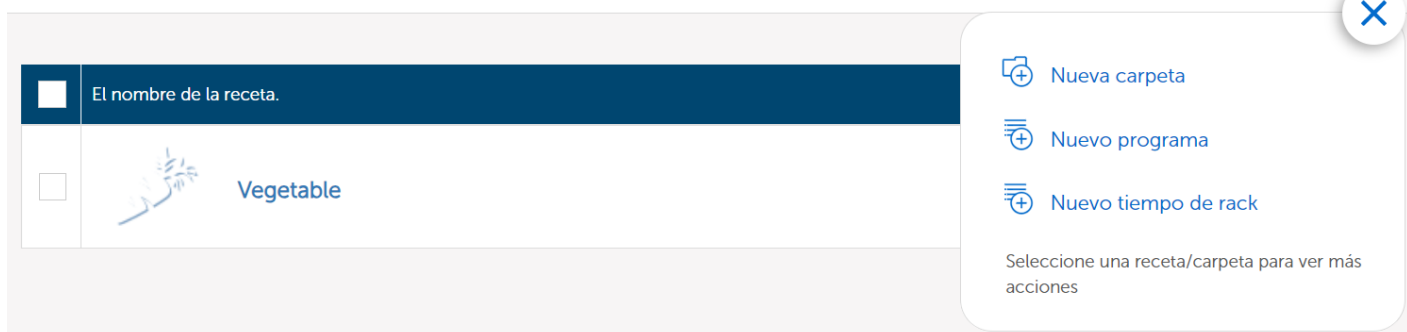 El nombre de la receta.
Vegetable
Nueva carpeta
Nuevo programa
Nuevo tiempo de rack
Seleccione una receta/carpeta para ver más
acciones